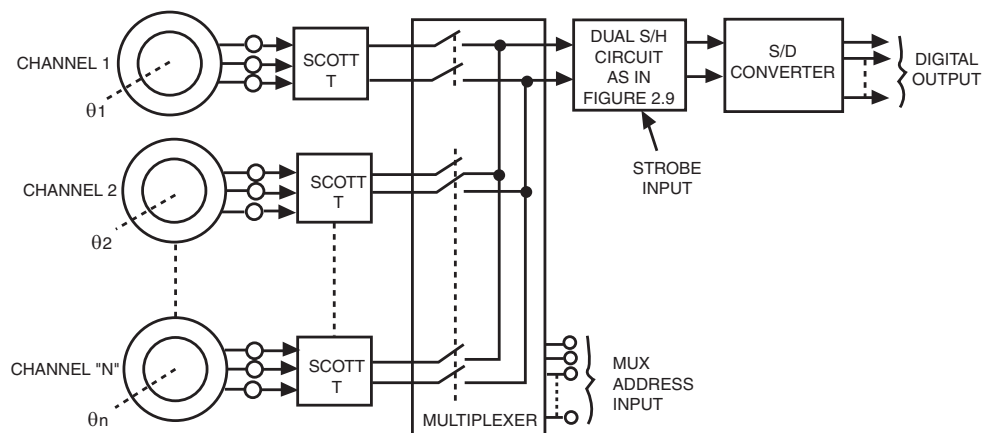 CHANNEL 1
θ1
SCOTT
T
DUAL S/H
CIRCUIT
AS IN
FIGURE 2.9
S/D
CONVERTER
DIGITAL
OUTPUT
STROBE
INPUT
CHANNEL 2
θ2
SCOTT
T
CHANNEL "N"
θn
SCOTT
T
MULTIPLEXER
MUX
ADDRESS
INPUT